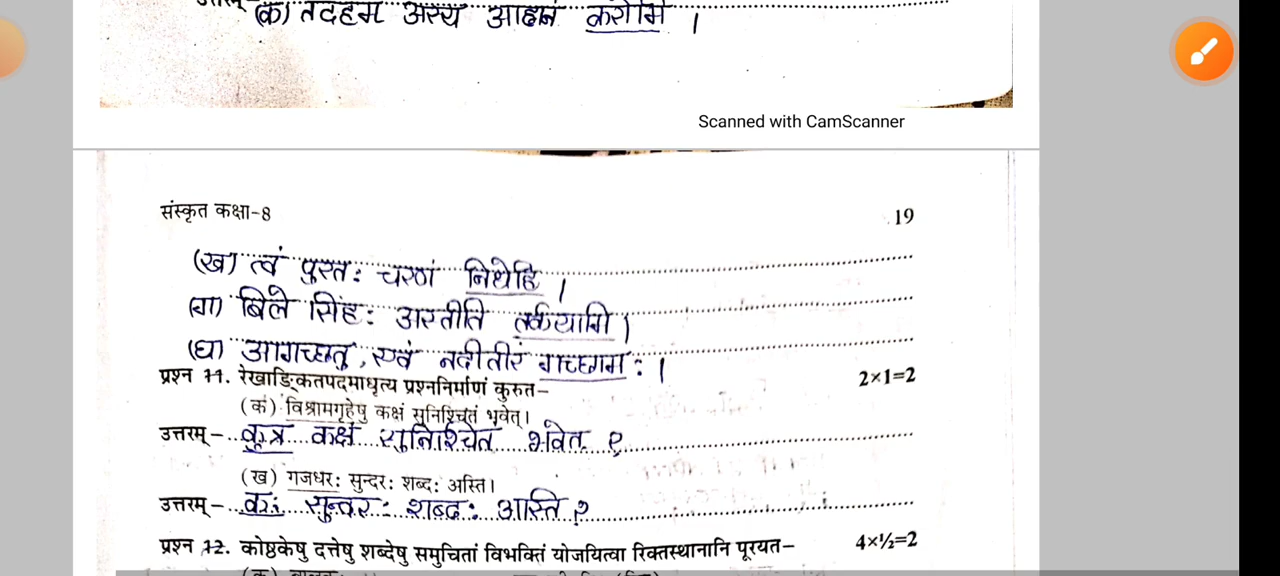 (क) तदहम् अस्य आह्वानं करोमि ।
Scanned with CamScanner
संस्कृत कक्षा-8 19
(ख) त्वं पुरतः चरणं निधेहि ।
(ग) बिले सिंहः अस्तीति तर्कयामि ।
(घ) आगच्छतु, एवं नदीतीरं गच्छामः ।
प्रश्न 11. रेखाङ्कितपदमाधृत्य प्रश्ननिर्माणं कुरुत– 2×1=2
(क) विश्रामगृहेषु कक्षं सुनिश्चितं भवेत्।
उत्तरम् – कुत्र कक्षं सुनिश्चितं भवेत् ?
(ख) गजधरः सुन्दरः शब्दः अस्ति।
उत्तरम् – कः सुन्दरः शब्दः अस्ति ?
प्रश्न 12. कोष्ठकेषु दत्तेषु शब्देषु समुचितां विभक्तिं योजयित्वा रिक्तस्थानानि पूरयत– 4×½=2